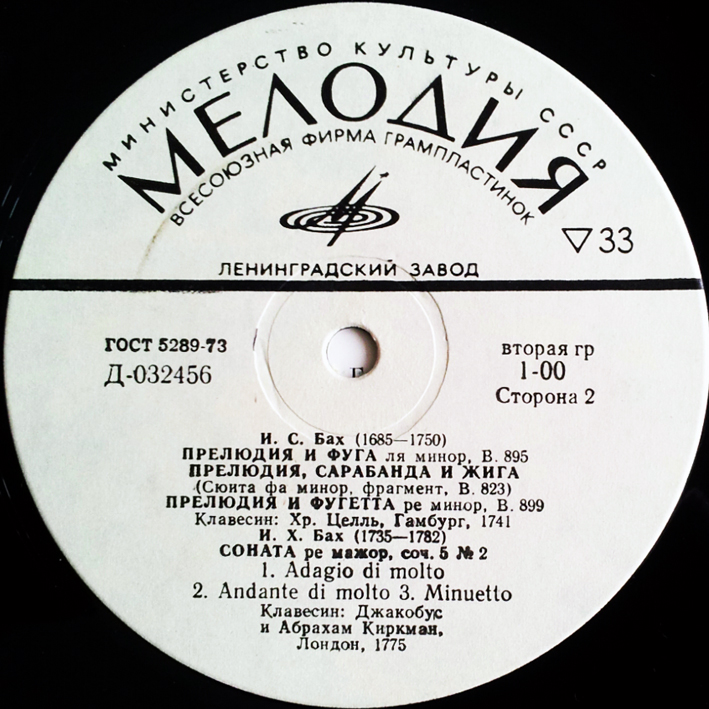 МИНИСТЕРСТВО КУЛЬТУРЫ СССР
МЕЛОДИЯ
ВСЕСОЮЗНАЯ ФИРМА ГРАМПЛАСТИНОК
▽33
ЛЕНИНГРАДСКИЙ ЗАВОД
ГОСТ 5289-73
Д-032456
вторая гр
1-00
Сторона 2
И. С. Бах (1685—1750)
ПРЕЛЮДИЯ И ФУГА ля минор, В. 895
ПРЕЛЮДИЯ, САРАБАНДА И ЖИГА
(Сюита фа минор, фрагмент, В. 823)
ПРЕЛЮДИЯ И ФУГЕТТА ре минор, В. 899
Клавесин: Хр. Целль, Гамбург, 1741
И. Х. Бах (1735—1782)
СОНАТА ре мажор, соч. 5 № 2
1. Adagio di molto
2. Andante di molto 3. Minuetto
Клавесин: Джакобус
и Абрахам Киркман,
Лондон, 1775